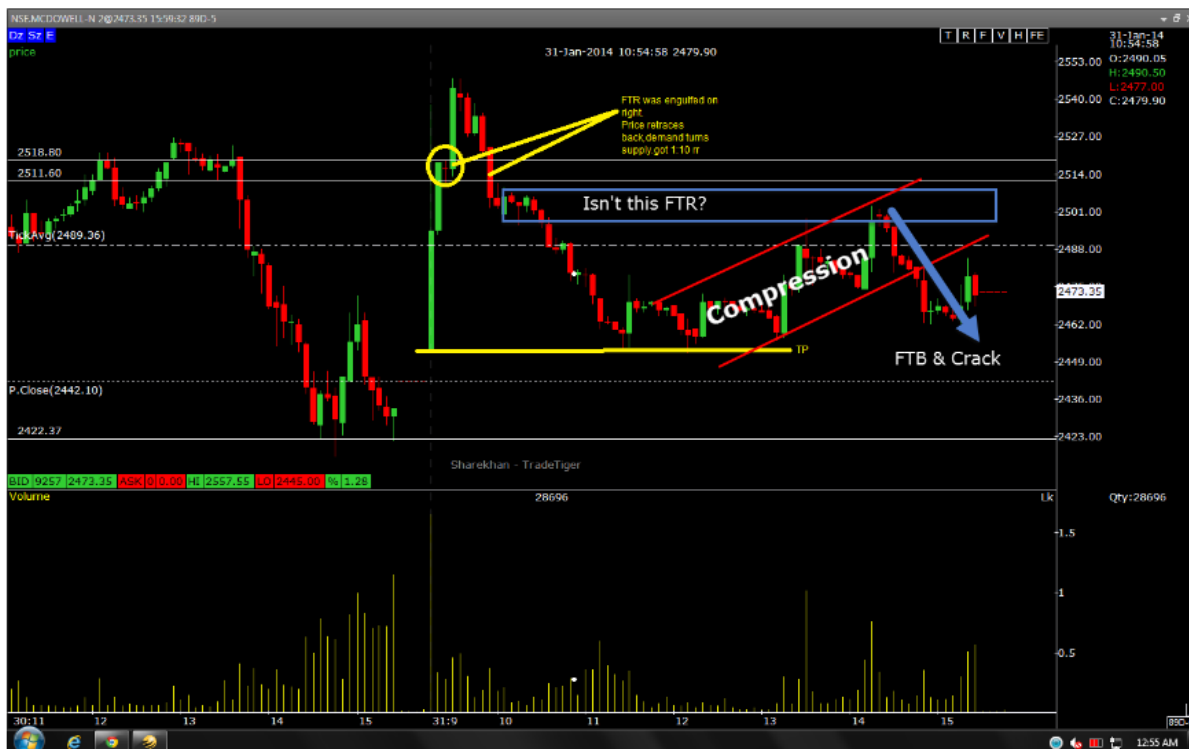 NSE.MCDOWELL-N 2@2473.35 15:59:32 89D-5
Dz Sz E
T R F V H FE
31-Jan-14
10:54:58
price
31-Jan-2014 10:54:58 2479.90
O:2490.05
H:2490.50
L:2477.00
C:2479.90
2553.00
2540.00
2527.00
2514.00
2501.00
2488.00
2473.35
2462.00
2449.00
2436.00
2423.00
FTR was engulfed on
right.
Price retraces
back,demand turns
supply.got 1:10 rr
2518.80
2511.60
Isn't this FTR?
TickAvg(2489.36)
Compression
TP
FTB & Crack
P.Close(2442.10)
2422.37
Sharekhan - TradeTiger
BID 9257 2473.35 ASK 0 0.00 HI 2557.55 LO 2445.00 % 1.28
Volume
28696
Lk
Qty:28696
1.5
1
0.5
30:11 12 13 14 15 31:9 10 11 12 13 14 15
12:55 AM